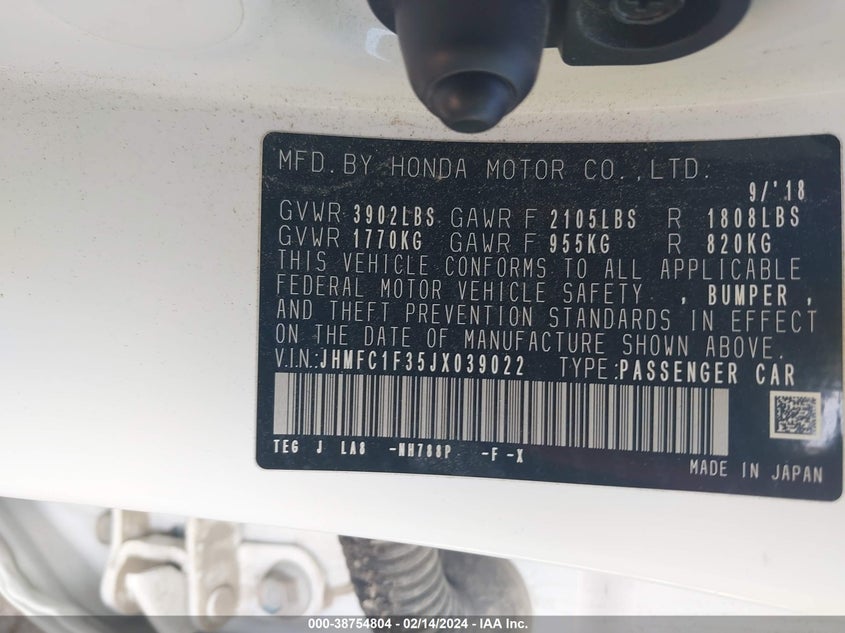 MFD. BY HONDA MOTOR CO.,LTD.
9/'18
GVWR 3902LBS GAWR F 2105LBS R 1808LBS
GVWR 1770KG GAWR F 955KG R 820KG
THIS VEHICLE CONFORMS TO ALL APPLICABLE
FEDERAL MOTOR VEHICLE SAFETY , BUMPER ,
AND THEFT PREVENTION STANDARDS IN EFFECT
ON THE DATE OF MANUFACTURE SHOWN ABOVE.
V.I.N.:JHMFC1F35JX039022 TYPE:PASSENGER CAR
TEG J LA8 -NH788P -F -X
MADE IN JAPAN
000-38754804 - 02/14/2024 - IAA Inc.